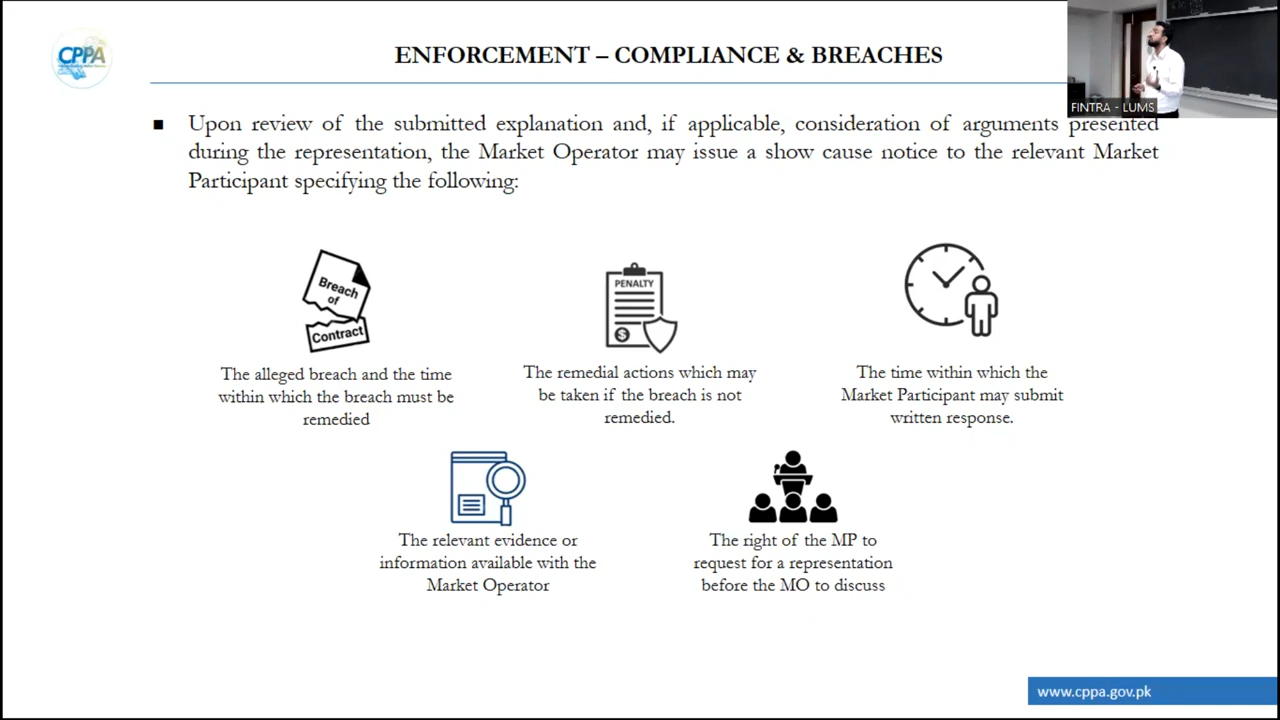 CPPA
ENFORCEMENT – COMPLIANCE & BREACHES
FINTRA - LUMS
■ Upon review of the submitted explanation and, if applicable, consideration of arguments presented
during the representation, the Market Operator may issue a show cause notice to the relevant Market
Participant specifying the following:
Breach
of
Contract
PENALTY
$
The alleged breach and the time
within which the breach must be
remedied
The remedial actions which may
be taken if the breach is not
remedied.
The time within which the
Market Participant may submit
written response.
The relevant evidence or
information available with the
Market Operator
The right of the MP to
request for a representation
before the MO to discuss
www.cppa.gov.pk